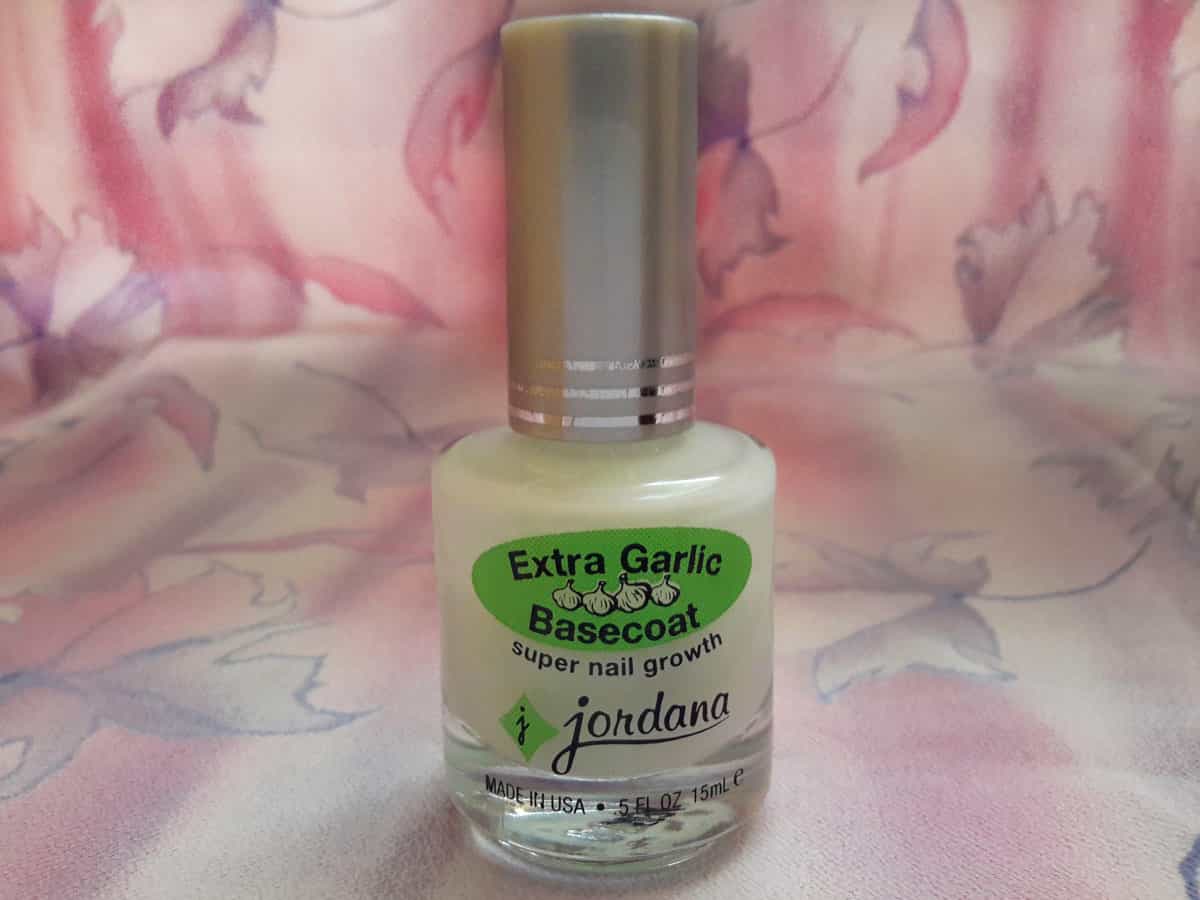 Extra Garlic
Basecoat
super nail growth
j jordana
MADE IN USA • .5 FL OZ 15mL ℮